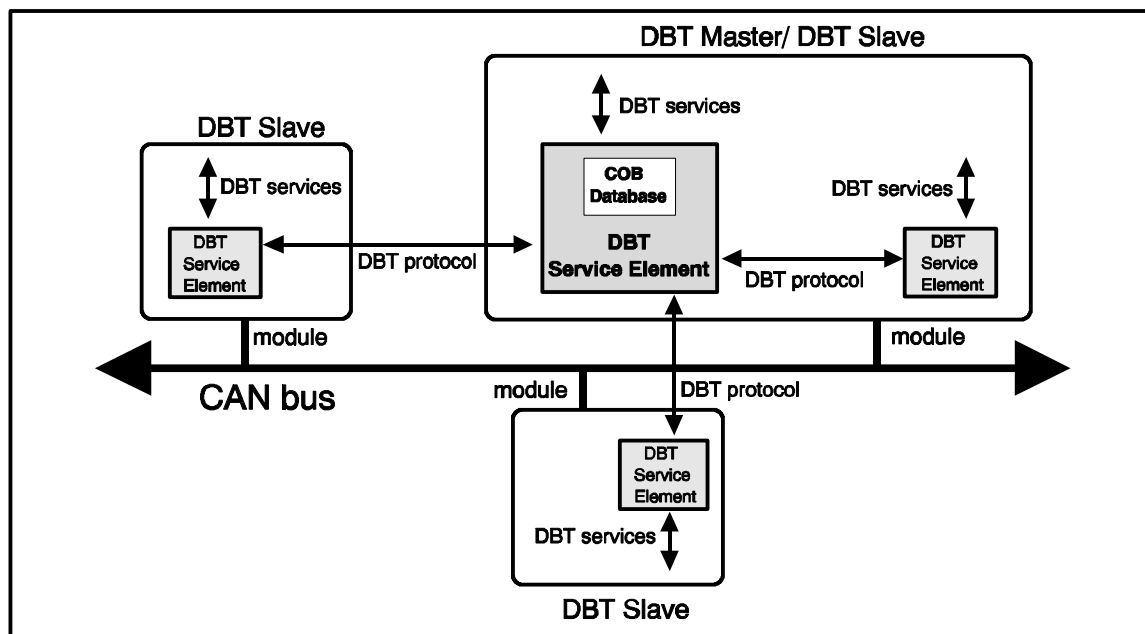 DBT Master/ DBT Slave
DBT services
DBT Slave
DBT services
COB
Database
DBT
Service Element
DBT services
DBT
Service
Element
DBT protocol
DBT
Service
Element
DBT protocol
module
module
CAN bus
module
DBT protocol
DBT
Service
Element
DBT services
DBT Slave